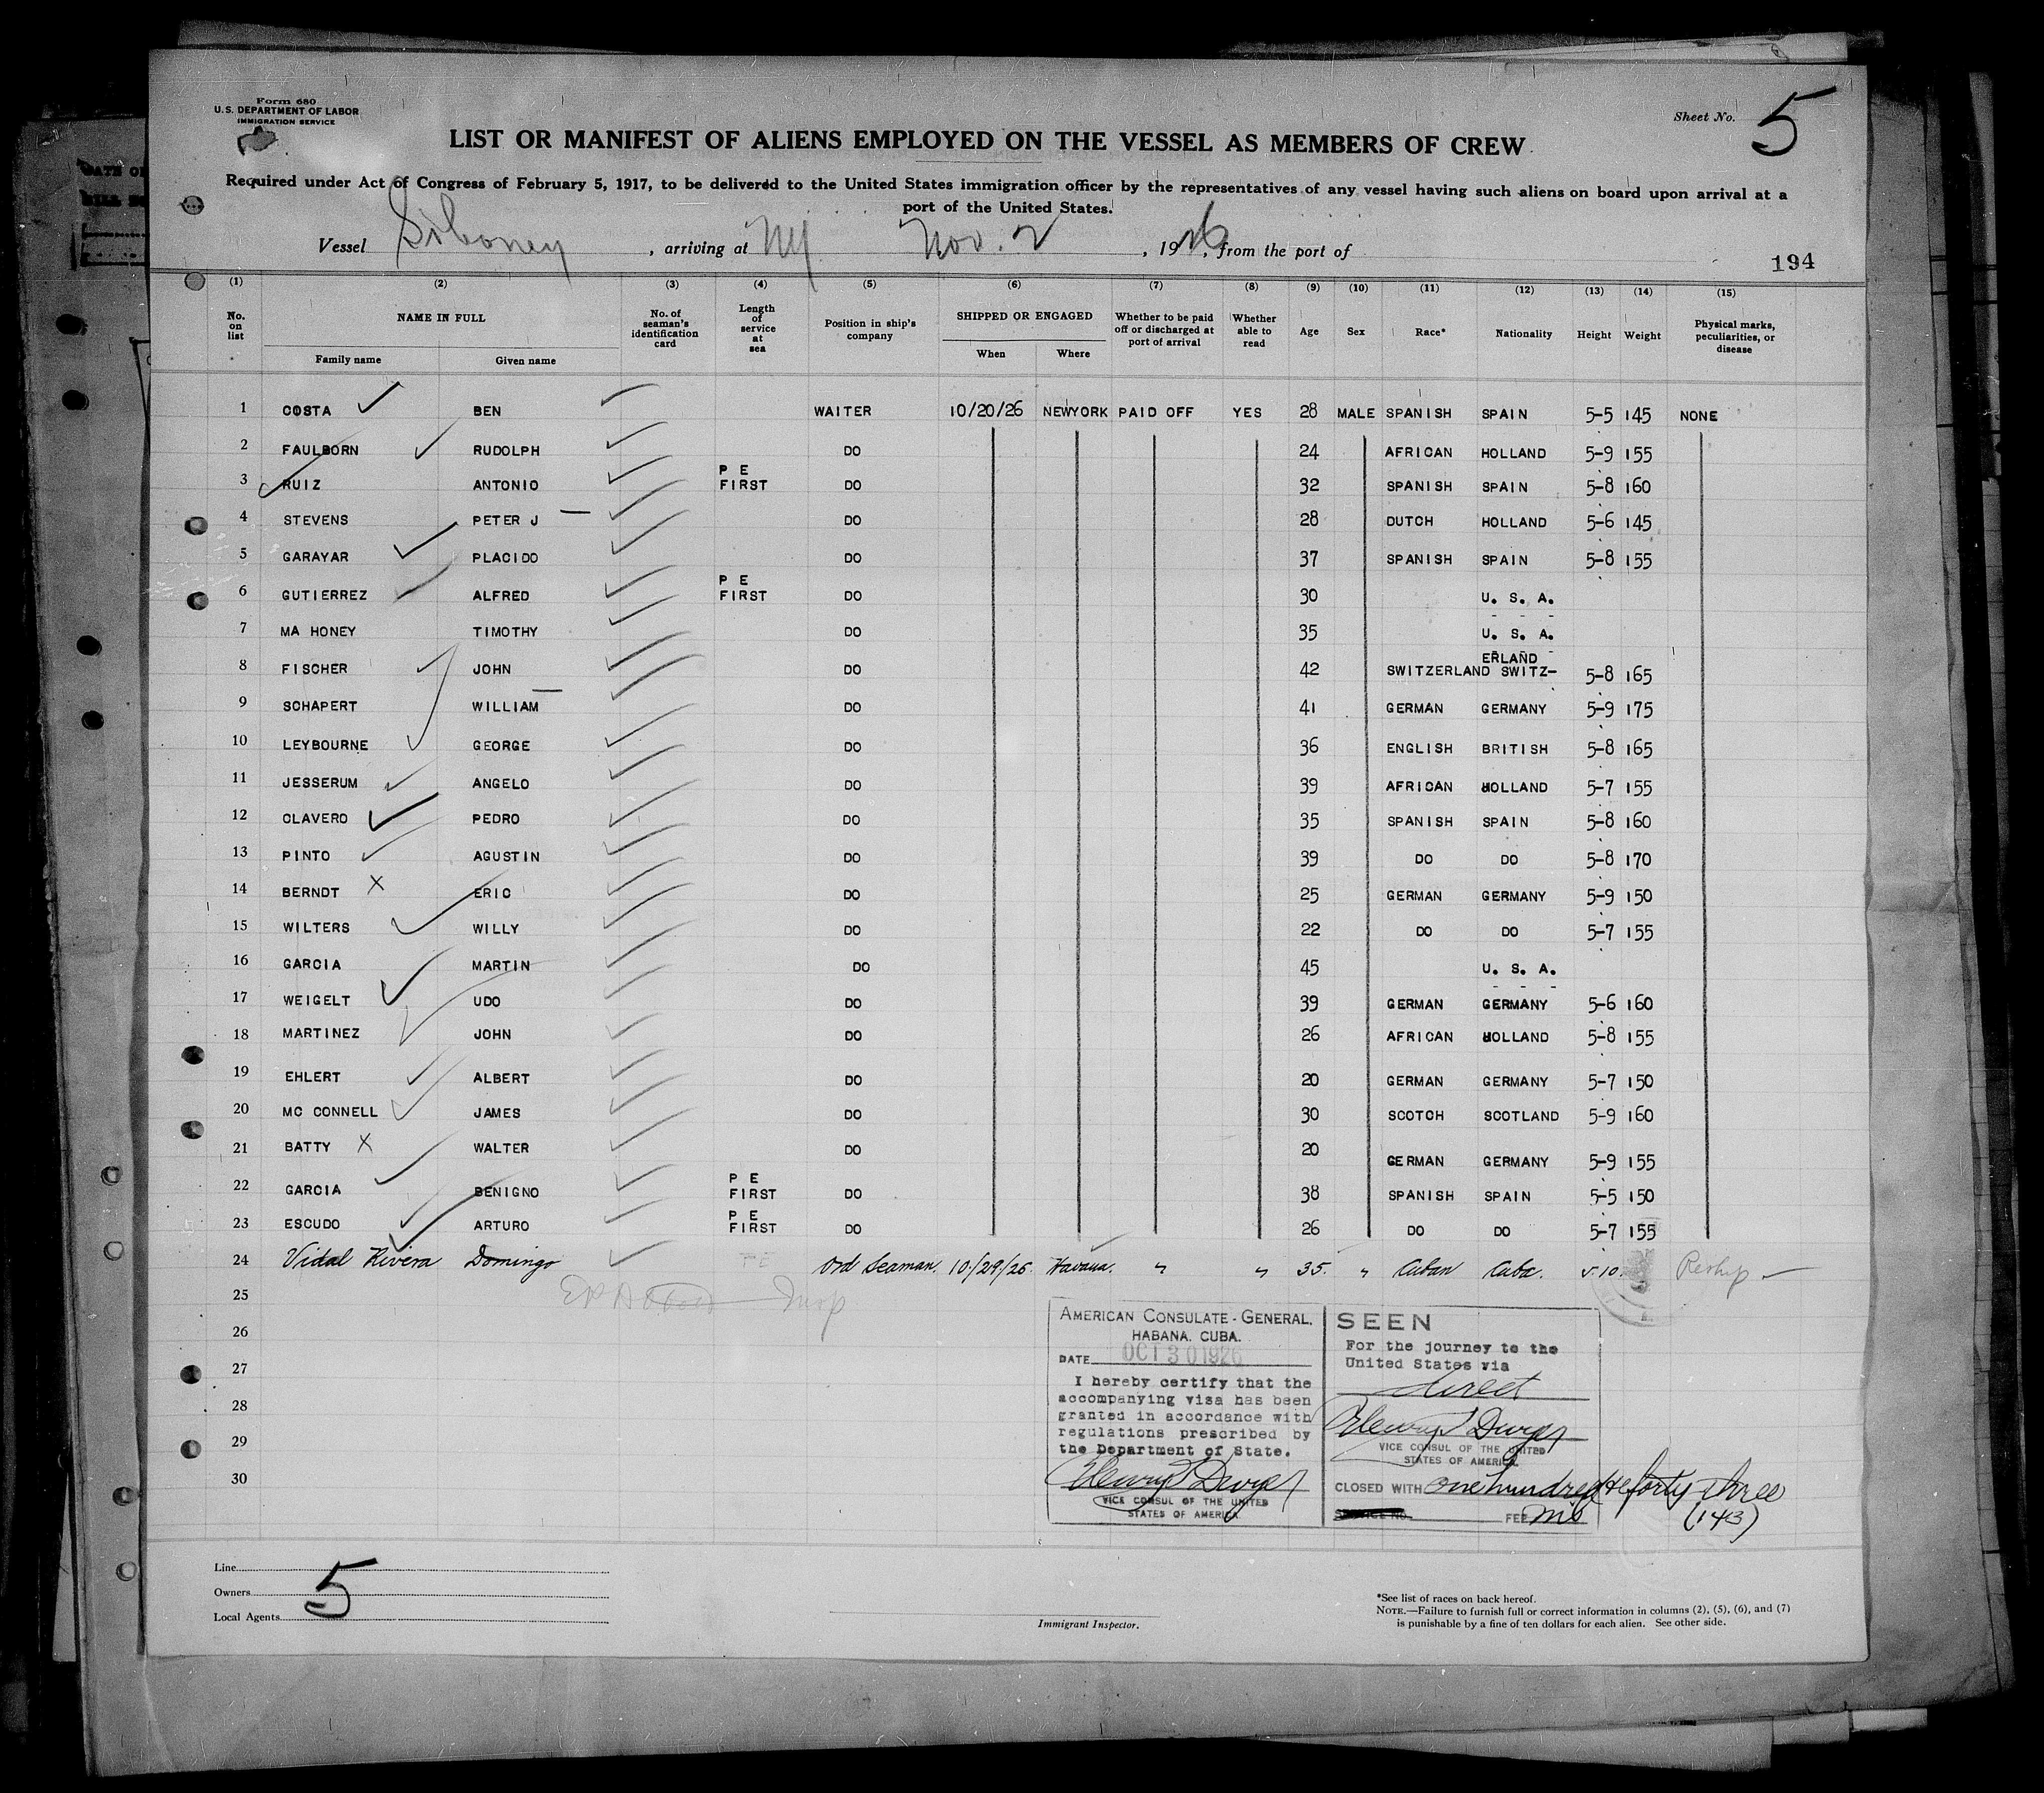 Form 680
U.S. DEPARTMENT OF LABOR
IMMIGRATION SERVICE
Sheet No. 5
LIST OR MANIFEST OF ALIENS EMPLOYED ON THE VESSEL AS MEMBERS OF CREW
Required under Act of Congress of February 5, 1917, to be delivered to the United States immigration officer by the representatives of any vessel having such aliens on board upon arrival at a
port of the United States.
Vessel Siboney, arriving at NY Nov. 2, 1926, from the port of
194
(1) (2) (3) (4) (5) (6) (7) (8) (9) (10) (11) (12) (13) (14) (15)
No. on list NAME IN FULL Family name Given name No. of seaman's identification card Length of service at sea Position in ship's company SHIPPED OR ENGAGED When Where Whether to be paid off or discharged at port of arrival Whether able to read Age Sex Race* Nationality Height Weight Physical marks, peculiarities, or disease
1 COSTA BEN WAITER 10/20/26 NEWYORK PAID OFF YES 28 MALE SPANISH SPAIN 5-5 145 NONE
2 FAULBORN RUDOLPH DO 24 AFRICAN HOLLAND 5-9 155
3 RUIZ ANTONIO P E FIRST DO 32 SPANISH SPAIN 5-8 160
4 STEVENS PETER J DO 28 DUTCH HOLLAND 5-6 145
5 GARAYAR PLACIDO DO 37 SPANISH SPAIN 5-8 155
6 GUTIERREZ ALFRED P E FIRST DO 30 U. S. A.
7 MA HONEY TIMOTHY DO 35 U. S. A.
8 FISCHER JOHN DO 42 SWITZERLAND SWITZ-ERLAND 5-8 165
9 SCHAPERT WILLIAM DO 41 GERMAN GERMANY 5-9 175
10 LEYBOURNE GEORGE DO 36 ENGLISH BRITISH 5-8 165
11 JESSERUM ANGELO DO 39 AFRICAN HOLLAND 5-7 155
12 CLAVERO PEDRO DO 35 SPANISH SPAIN 5-8 160
13 PINTO AGUSTIN DO 39 DO DO 5-8 170
14 BERNDT X ERIC DO 25 GERMAN GERMANY 5-9 150
15 WILTERS WILLY DO 22 DO DO 5-7 155
16 GARCIA MARTIN DO 45 U. S. A.
17 WEIGELT UDO DO 39 GERMAN GERMANY 5-6 160
18 MARTINEZ JOHN DO 26 AFRICAN HOLLAND 5-8 155
19 EHLERT ALBERT DO 20 GERMAN GERMANY 5-7 150
20 MC CONNELL JAMES DO 30 SCOTCH SCOTLAND 5-9 160
21 BATTY X WALTER DO 20 GERMAN GERMANY 5-9 155
22 GARCIA BENIGNO P E FIRST DO 38 SPANISH SPAIN 5-5 150
23 ESCUDO ARTURO P E FIRST DO 26 DO DO 5-7 155
24 Vidal Rivera Domingo PE Ord Seaman. 10/29/26. Havana. " " 35. " Cuban Cuba. 5.10. Reship
25
26
27
28
29
30
AMERICAN CONSULATE-GENERAL,
HABANA. CUBA.
DATE OCT 30 1926
I hereby certify that the
accompanying visa has been
granted in accordance with
regulations prescribed by
the Department of State.
VICE CONSUL OF THE UNITED
STATES OF AMERICA
SEEN
For the journey to the
United States via
direct
VICE CONSUL OF THE UNITED
STATES OF AMERICA
CLOSED WITH one hundred & forty three
(143)
SERVICE NO. FEE
Line
Owners 5
Local Agents
Immigrant Inspector.
*See list of races on back hereof.
NOTE.—Failure to furnish full or correct information in columns (2), (5), (6), and (7)
is punishable by a fine of ten dollars for each alien. See other side.